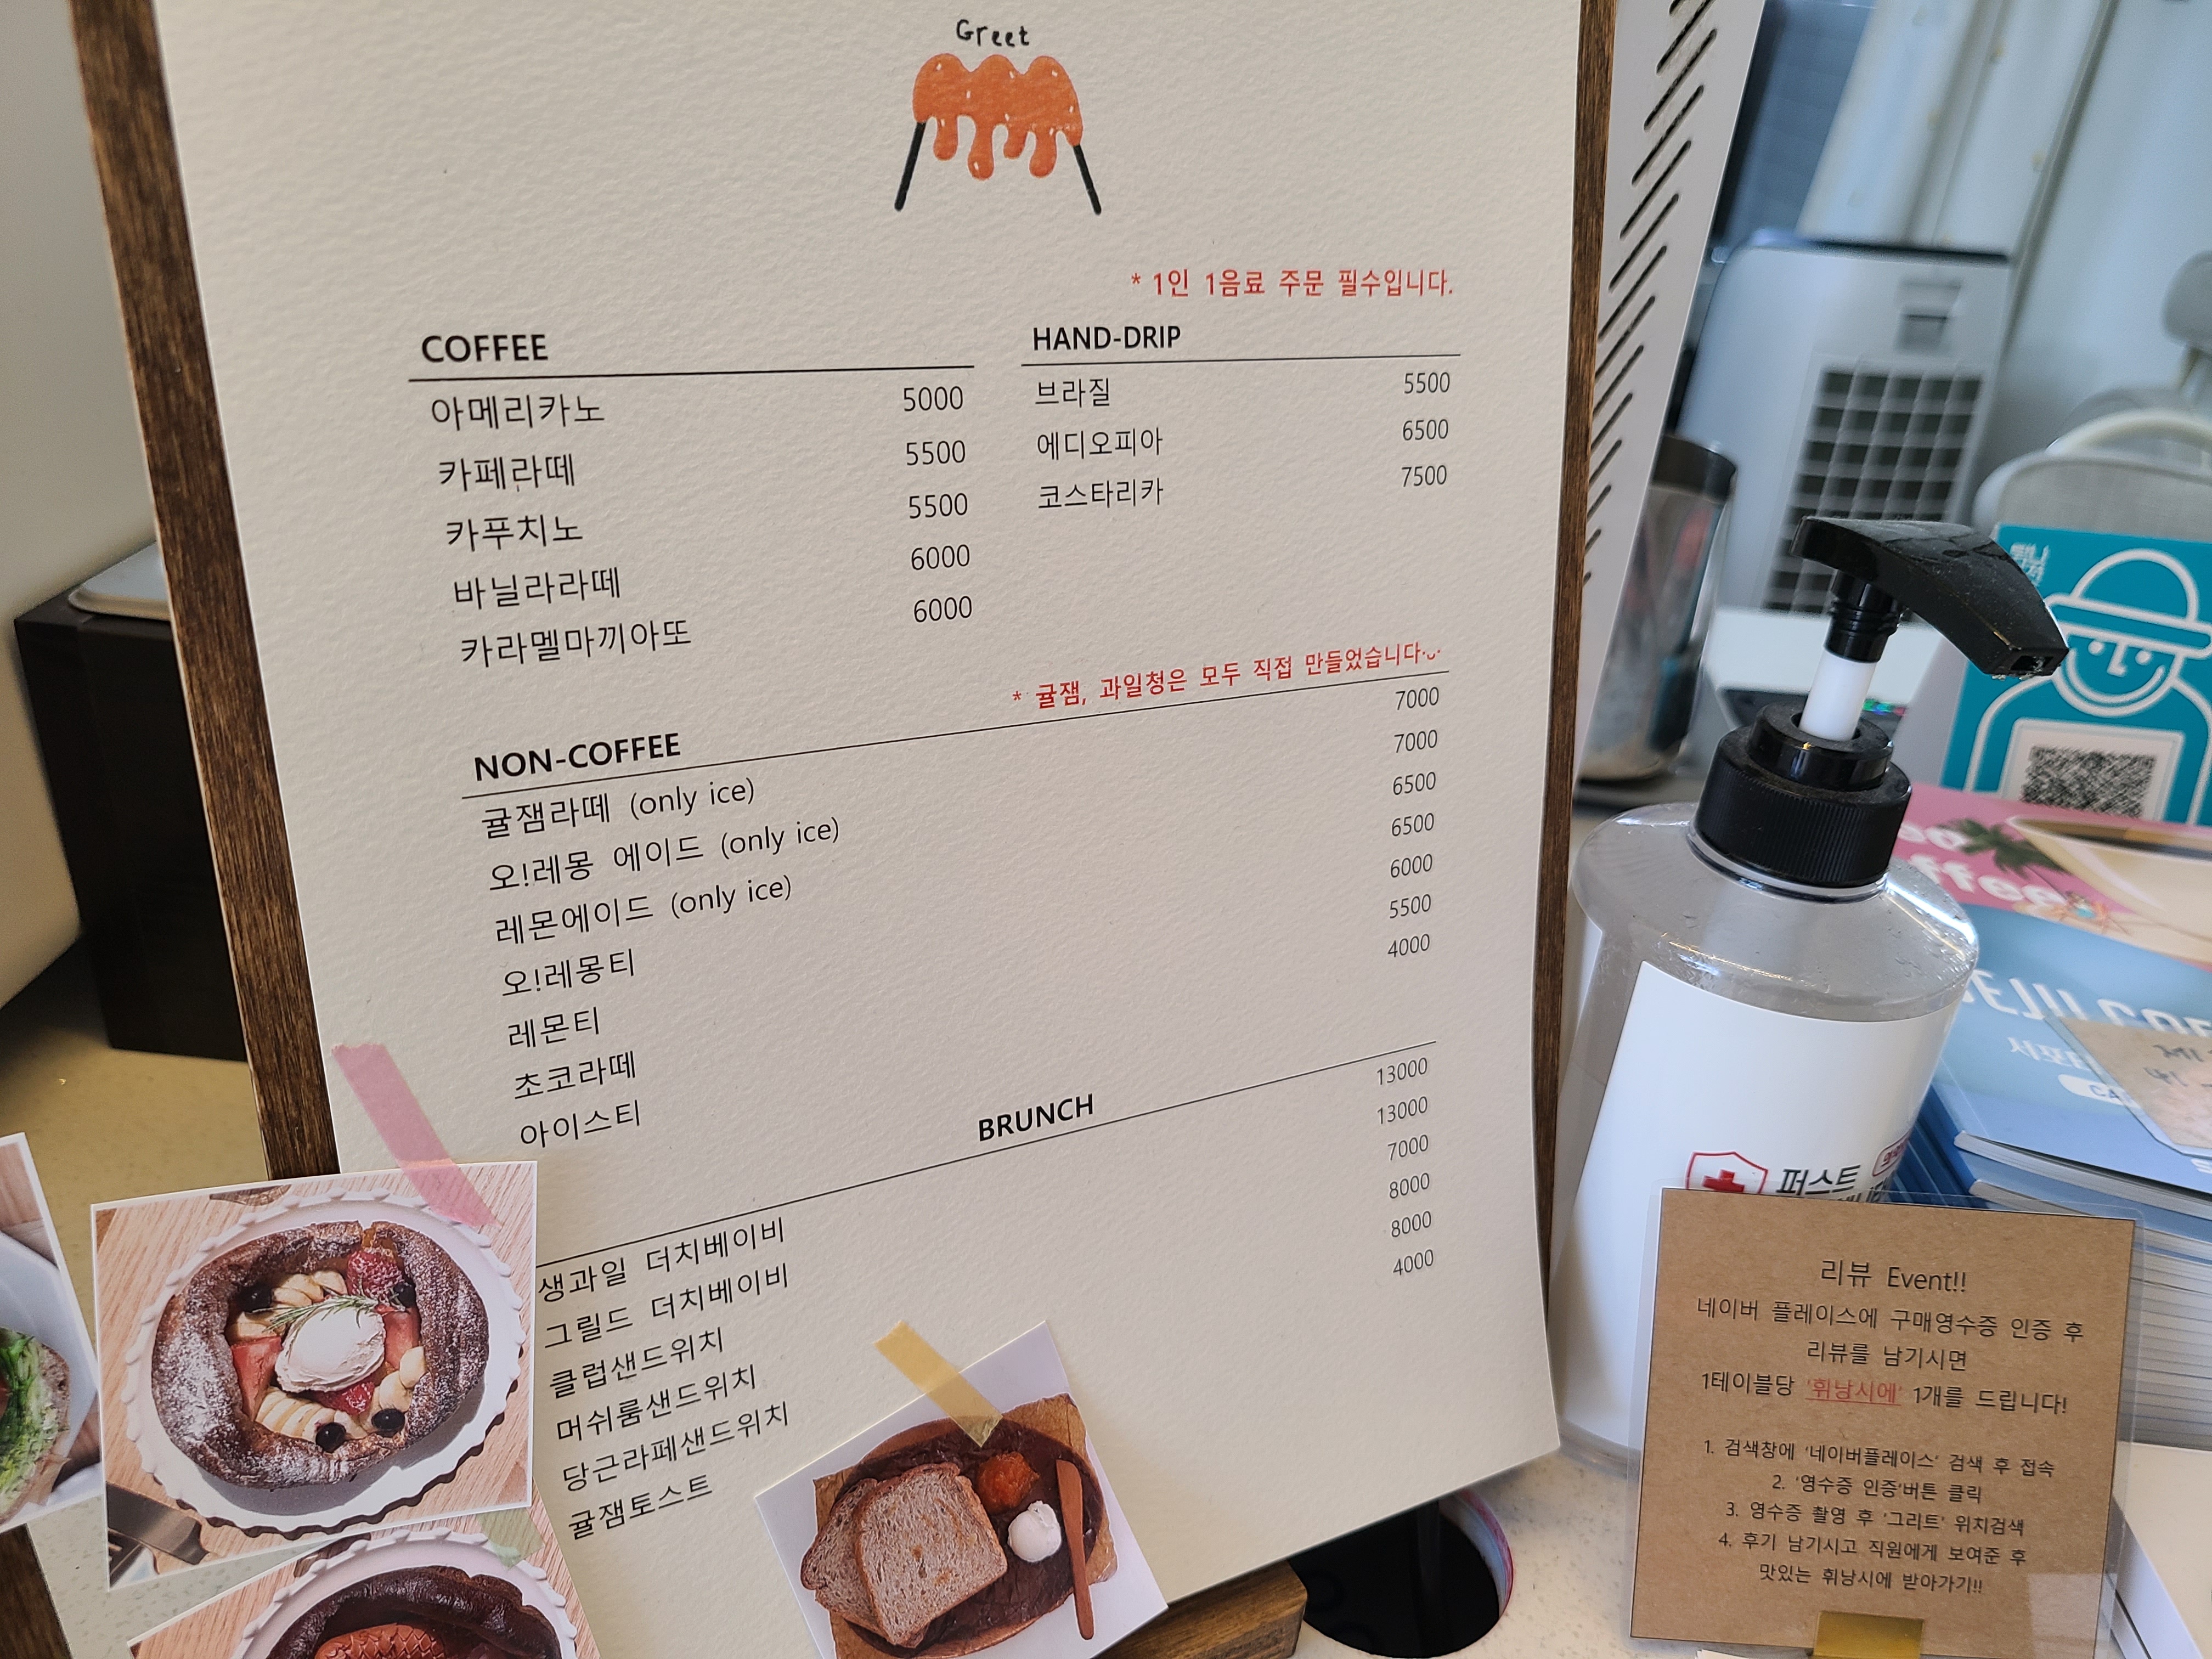 Greet
* 1인 1음료 주문 필수입니다.
COFFEE
아메리카노 5000
카페라떼 5500
카푸치노 5500
바닐라라떼 6000
카라멜마끼아또 6000
HAND-DRIP
브라질 5500
에디오피아 6500
코스타리카 7500
* 귤잼, 과일청은 모두 직접 만들었습니다·ᴗ·
NON-COFFEE
귤잼라떼 (only ice) 7000
오!레몽 에이드 (only ice) 7000
레몬에이드 (only ice) 6500
오!레몽티 6500
레몬티 6000
초코라떼 5500
아이스티 4000
BRUNCH
생과일 더치베이비 13000
그릴드 더치베이비 13000
클럽샌드위치 7000
머쉬룸샌드위치 8000
당근라페샌드위치 8000
귤잼토스트 4000
퍼스트
리뷰 Event!!
네이버 플레이스에 구매영수증 인증 후
리뷰를 남기시면
1테이블당 '휘낭시에' 1개를 드립니다!
1. 검색창에 '네이버플레이스' 검색 후 접속
2. '영수증 인증'버튼 클릭
3. 영수증 촬영 후 '그리트' 위치검색
4. 후기 남기시고 직원에게 보여준 후
맛있는 휘낭시에 받아가기!!